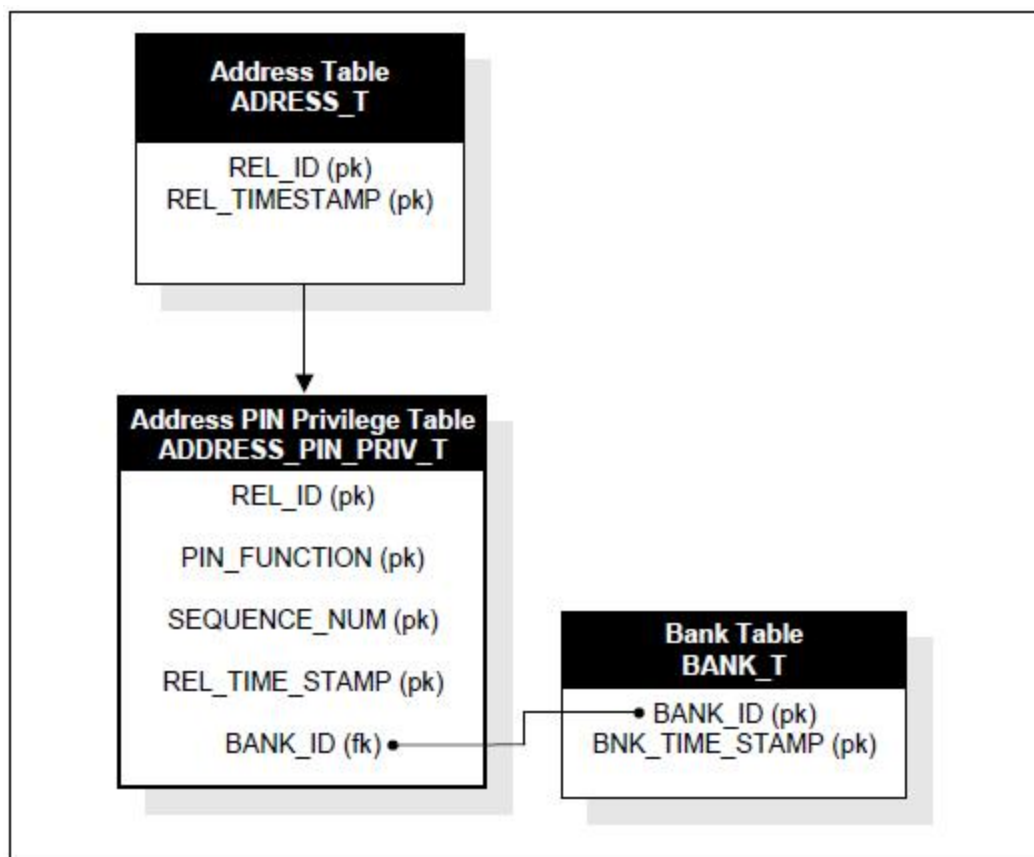 Address Table
ADRESS_T
REL_ID (pk)
REL_TIMESTAMP (pk)
Address PIN Privilege Table
ADDRESS_PIN_PRIV_T
REL_ID (pk)
PIN_FUNCTION (pk)
SEQUENCE_NUM (pk)
REL_TIME_STAMP (pk)
BANK_ID (fk)
Bank Table
BANK_T
BANK_ID (pk)
BNK_TIME_STAMP (pk)